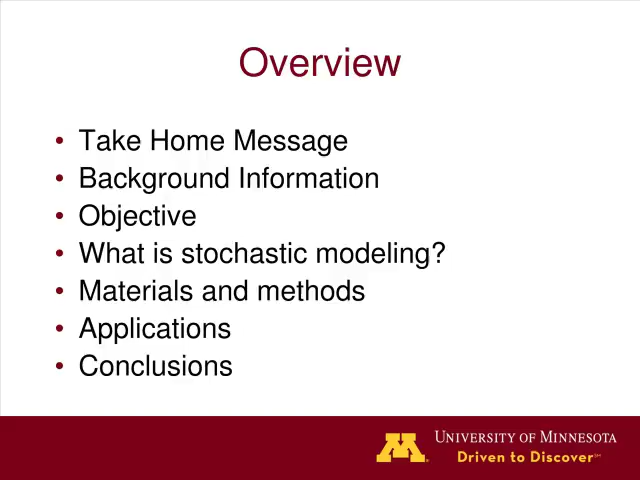 Overview
• Take Home Message
• Background Information
• Objective
• What is stochastic modeling?
• Materials and methods
• Applications
• Conclusions
M
UNIVERSITY OF MINNESOTA
Driven to Discover℠